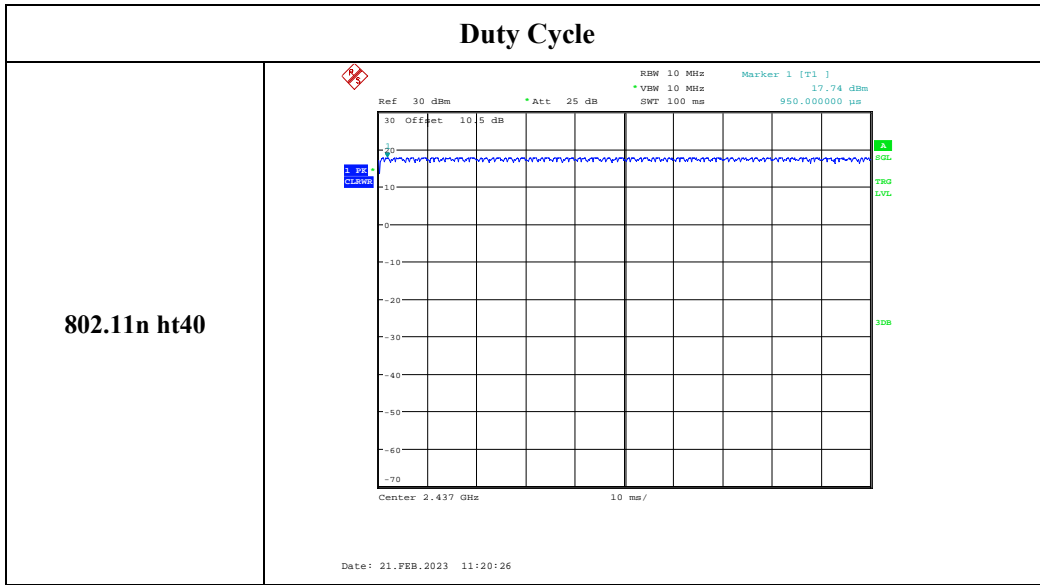 Duty Cycle
802.11n ht40
R S
RBW 10 MHz Marker 1 [T1 ]
* VBW 10 MHz 17.74 dBm
Ref 30 dBm * Att 25 dB SWT 100 ms 950.000000 µs
30 Offset 10.5 dB
A
1
20
SGL
1 PK *
CLRWR
10
TRG
LVL
0
-10
-20
3DB
-30
-40
-50
-60
-70
Center 2.437 GHz 10 ms/
Date: 21.FEB.2023 11:20:26